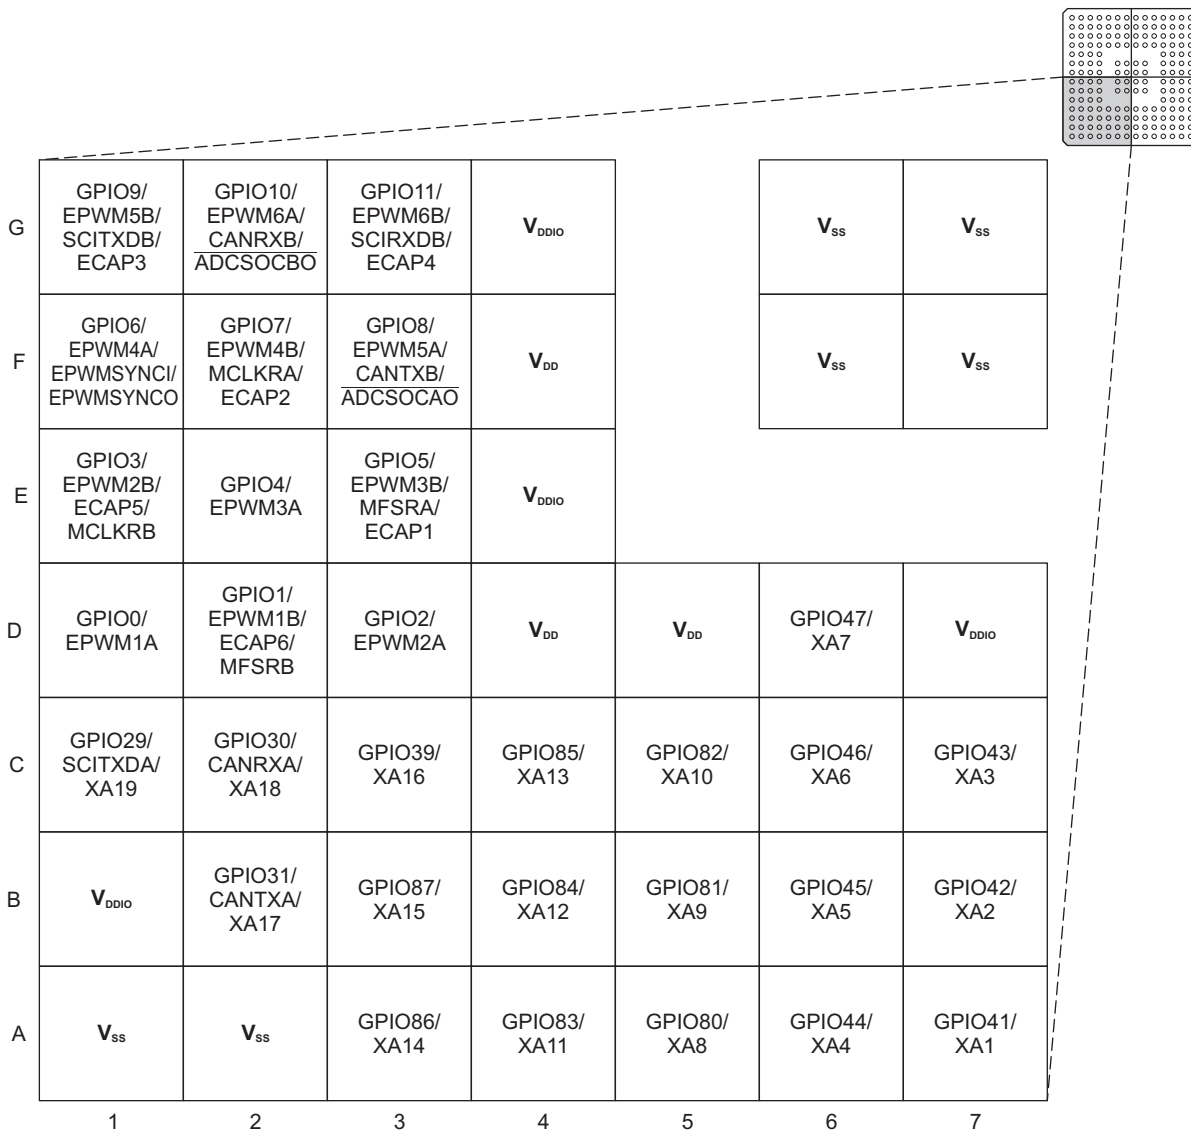 G
GPIO9/
EPWM5B/
SCITXDB/
ECAP3
GPIO10/
EPWM6A/
CANRXB/
ADCSOCBO
GPIO11/
EPWM6B/
SCIRXDB/
ECAP4
VDDIO
VSS
VSS
F
GPIO6/
EPWM4A/
EPWMSYNCI/
EPWMSYNCO
GPIO7/
EPWM4B/
MCLKRA/
ECAP2
GPIO8/
EPWM5A/
CANTXB/
ADCSOCAO
VDD
VSS
VSS
E
GPIO3/
EPWM2B/
ECAP5/
MCLKRB
GPIO4/
EPWM3A
GPIO5/
EPWM3B/
MFSRA/
ECAP1
VDDIO
D
GPIO0/
EPWM1A
GPIO1/
EPWM1B/
ECAP6/
MFSRB
GPIO2/
EPWM2A
VDD
VDD
GPIO47/
XA7
VDDIO
C
GPIO29/
SCITXDA/
XA19
GPIO30/
CANRXA/
XA18
GPIO39/
XA16
GPIO85/
XA13
GPIO82/
XA10
GPIO46/
XA6
GPIO43/
XA3
B
VDDIO
GPIO31/
CANTXA/
XA17
GPIO87/
XA15
GPIO84/
XA12
GPIO81/
XA9
GPIO45/
XA5
GPIO42/
XA2
A
VSS
VSS
GPIO86/
XA14
GPIO83/
XA11
GPIO80/
XA8
GPIO44/
XA4
GPIO41/
XA1
1 2 3 4 5 6 7